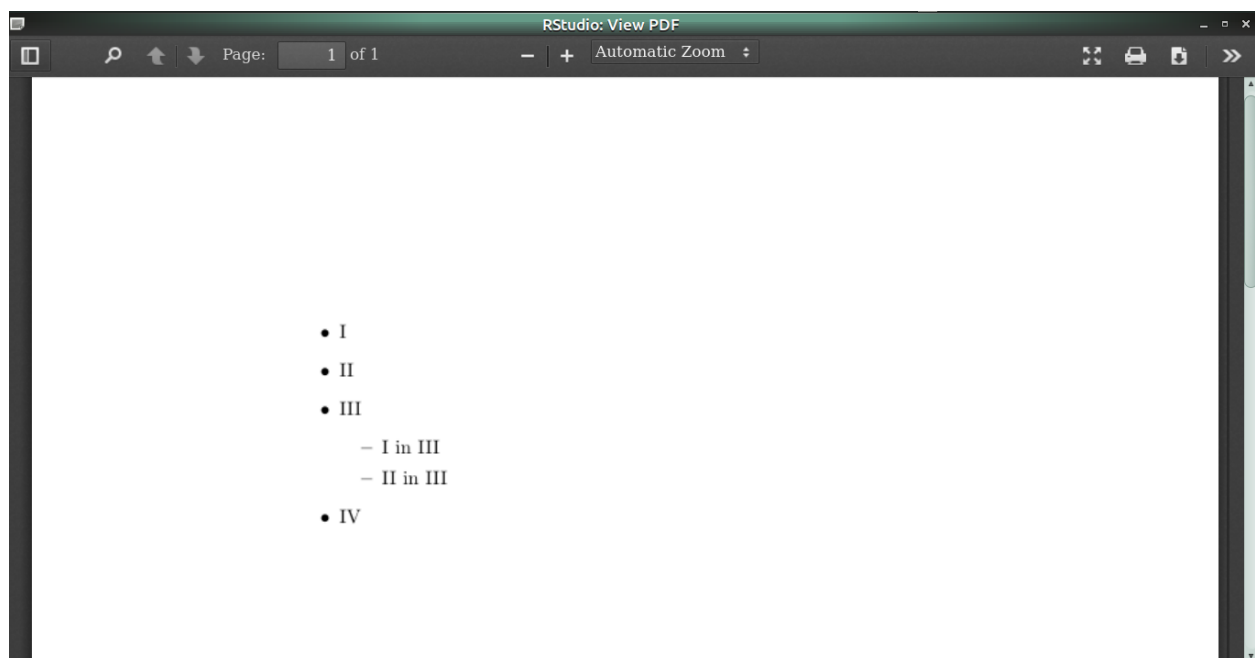 RStudio: View PDF
Page: 1 of 1 Automatic Zoom
• I
• II
• III
– I in III
– II in III
• IV